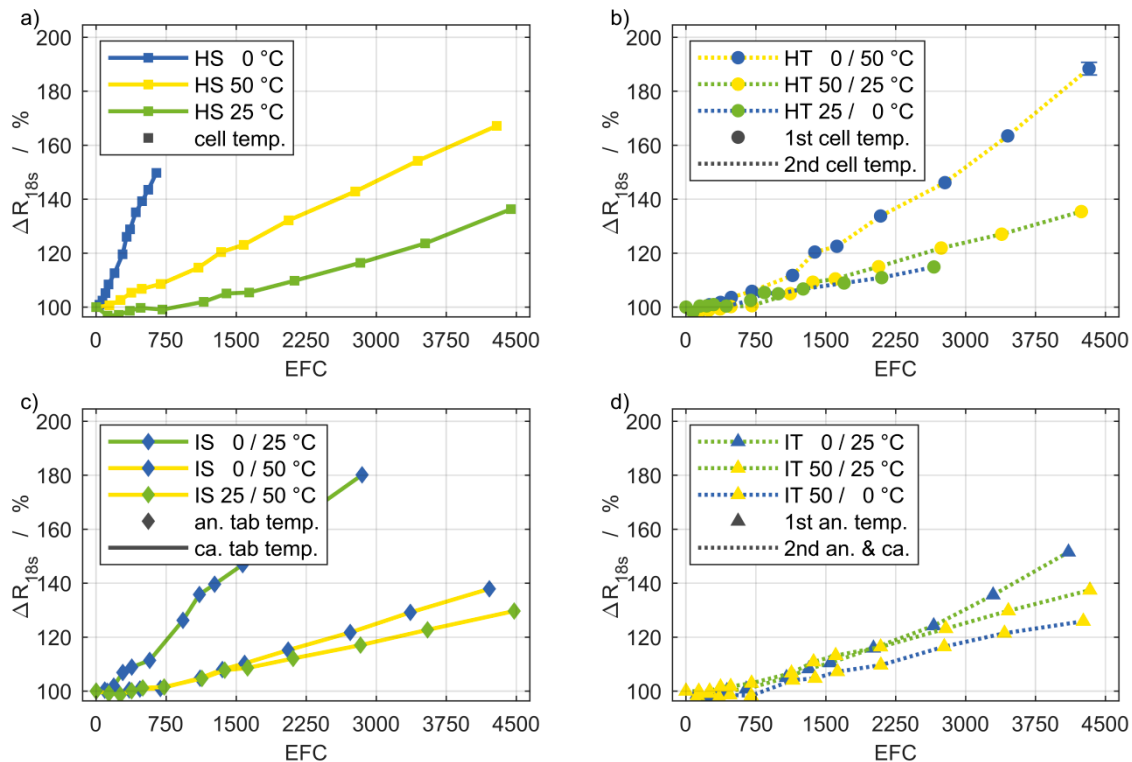 a)
200
180
160
140
120
100
ΔR18s / %
HS 0 °C
HS 50 °C
HS 25 °C
cell temp.
0 750 1500 2250 3000 3750 4500
EFC
b)
200
180
160
140
120
100
ΔR18s / %
HT 0 / 50 °C
HT 50 / 25 °C
HT 25 / 0 °C
1st cell temp.
2nd cell temp.
0 750 1500 2250 3000 3750 4500
EFC
c)
200
180
160
140
120
100
ΔR18s / %
IS 0 / 25 °C
IS 0 / 50 °C
IS 25 / 50 °C
an. tab temp.
ca. tab temp.
0 750 1500 2250 3000 3750 4500
EFC
d)
200
180
160
140
120
100
ΔR18s / %
IT 0 / 25 °C
IT 50 / 25 °C
IT 50 / 0 °C
1st an. temp.
2nd an. & ca.
0 750 1500 2250 3000 3750 4500
EFC